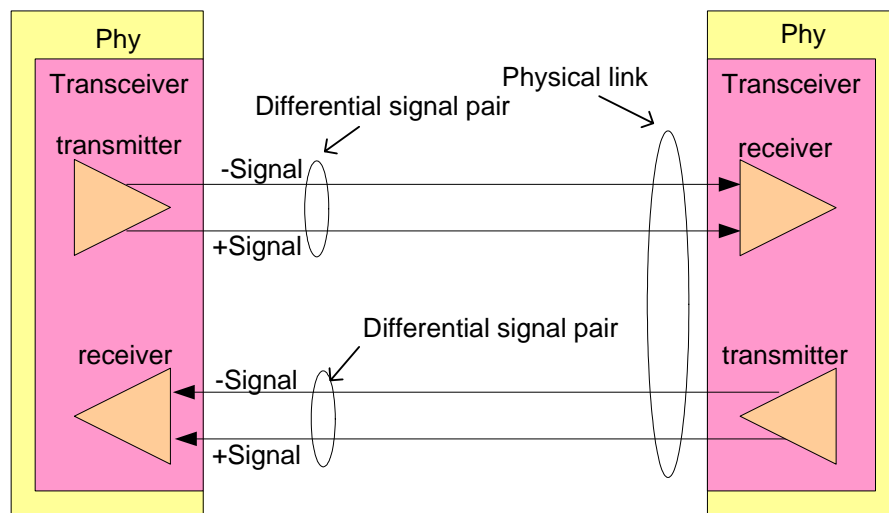 Phy
Phy
Transceiver
Physical link
Transceiver
Differential signal pair
transmitter
receiver
-Signal
+Signal
Differential signal pair
receiver
transmitter
-Signal
+Signal